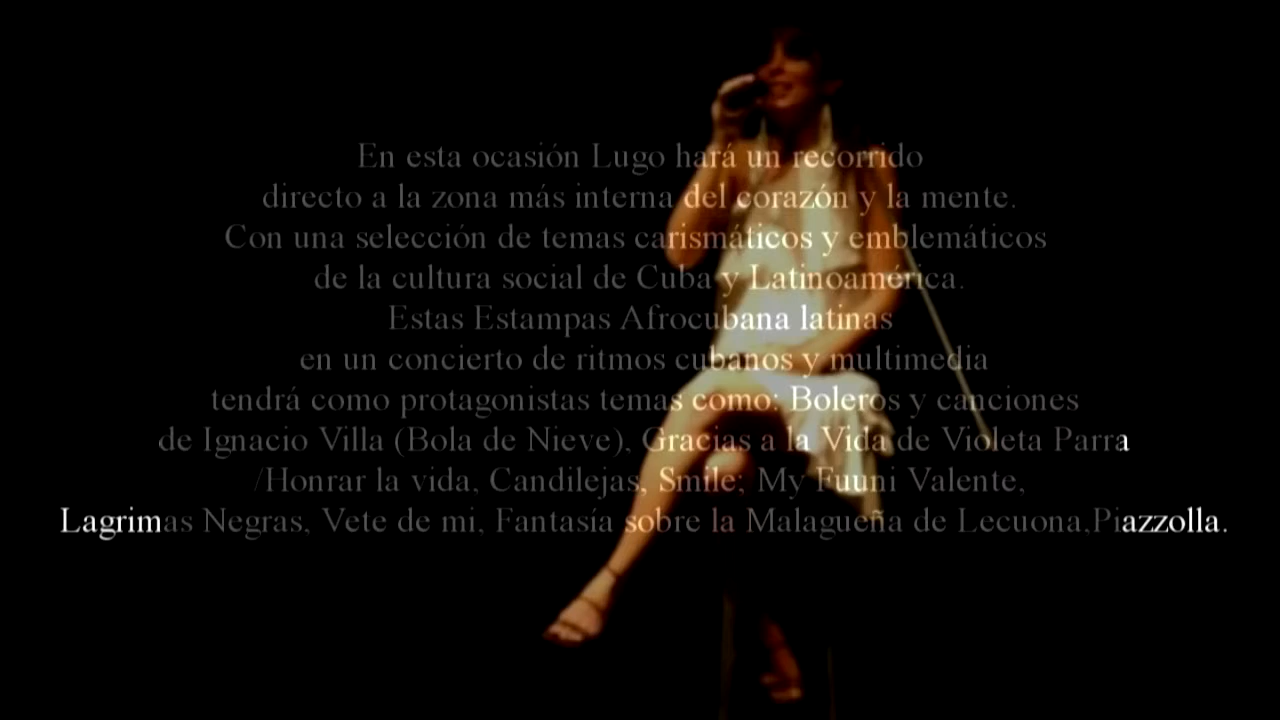 En esta ocasión Lugo hará un recorrido
directo a la zona más interna del corazón y la mente.
Con una selección de temas carismáticos y emblemáticos
de la cultura social de Cuba y Latinoamérica.
Estas Estampas Afrocubana latinas
en un concierto de ritmos cubanos y multimedia
tendrá como protagonistas temas como: Boleros y canciones
de Ignacio Villa (Bola de Nieve), Gracias a la Vida de Violeta Parra
/Honrar la vida, Candilejas, Smile; My Fuuni Valente,
Lagrimas Negras, Vete de mi, Fantasía sobre la Malagueña de Lecuona,Piazzolla.